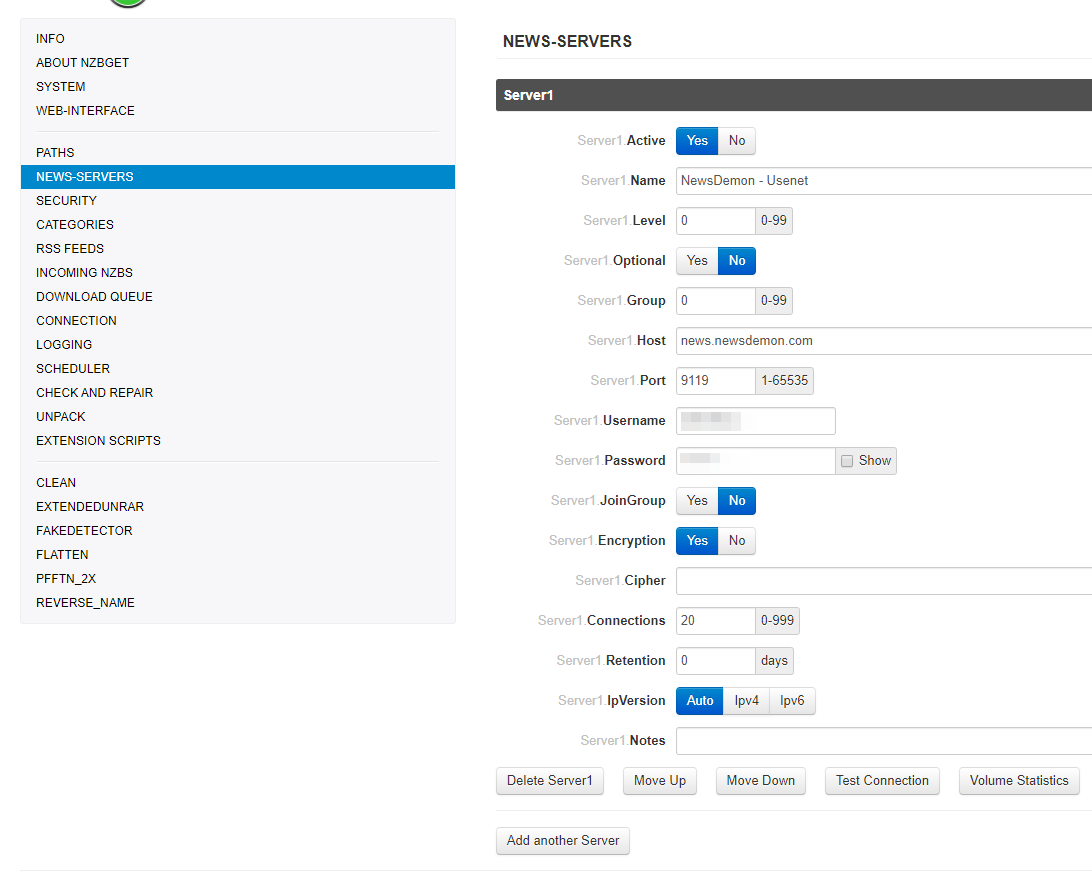 INFO
ABOUT NZBGET
SYSTEM
WEB-INTERFACE
PATHS
NEWS-SERVERS
SECURITY
CATEGORIES
RSS FEEDS
INCOMING NZBS
DOWNLOAD QUEUE
CONNECTION
LOGGING
SCHEDULER
CHECK AND REPAIR
UNPACK
EXTENSION SCRIPTS
CLEAN
EXTENDEDUNRAR
FAKEDETECTOR
FLATTEN
PFFTN_2X
REVERSE_NAME
NEWS-SERVERS
Server1
Server1.Active Yes No
Server1.Name NewsDemon - Usenet
Server1.Level 0 0-99
Server1.Optional Yes No
Server1.Group 0 0-99
Server1.Host news.newsdemon.com
Server1.Port 9119 1-65535
Server1.Username
Server1.Password Show
Server1.JoinGroup Yes No
Server1.Encryption Yes No
Server1.Cipher
Server1.Connections 20 0-999
Server1.Retention 0 days
Server1.IpVersion Auto Ipv4 Ipv6
Server1.Notes
Delete Server1 Move Up Move Down Test Connection Volume Statistics
Add another Server